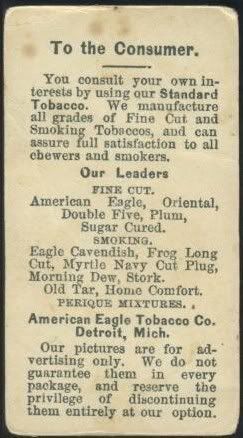 To the Consumer.
You consult your own in-
terests by using our Standard
Tobacco. We manufacture
all grades of Fine Cut and
Smoking Tobaccos, and can
assure full satisfaction to all
chewers and smokers.
Our Leaders
FINE CUT.
American Eagle, Oriental,
Double Five, Plum,
Sugar Cured.
SMOKING.
Eagle Cavendish, Frog Long
Cut, Myrtle Navy Cut Plug,
Morning Dew, Stork.
Old Tar, Home Comfort.
PERIQUE MIXTURES.
American Eagle Tobacco Co.
Detroit, Mich.
Our pictures are for ad-
vertising only. We do not
guarantee them in every
package, and reserve the
privilege of discontinuing
them entirely at our option.